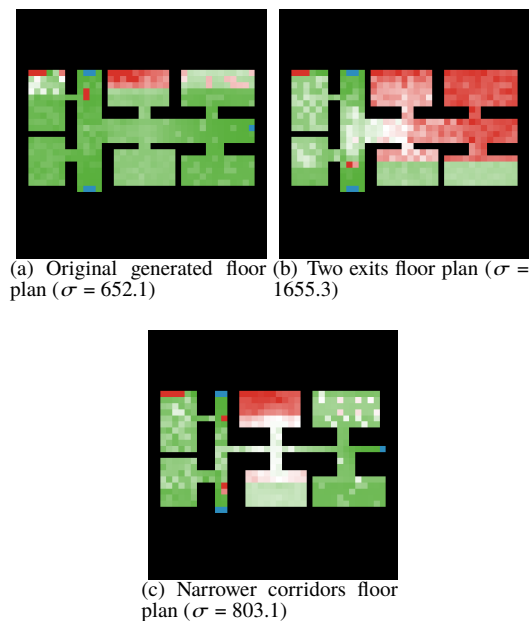 (a) Original generated floor
plan (σ = 652.1)
(b) Two exits floor plan (σ =
1655.3)
(c) Narrower corridors floor
plan (σ = 803.1)